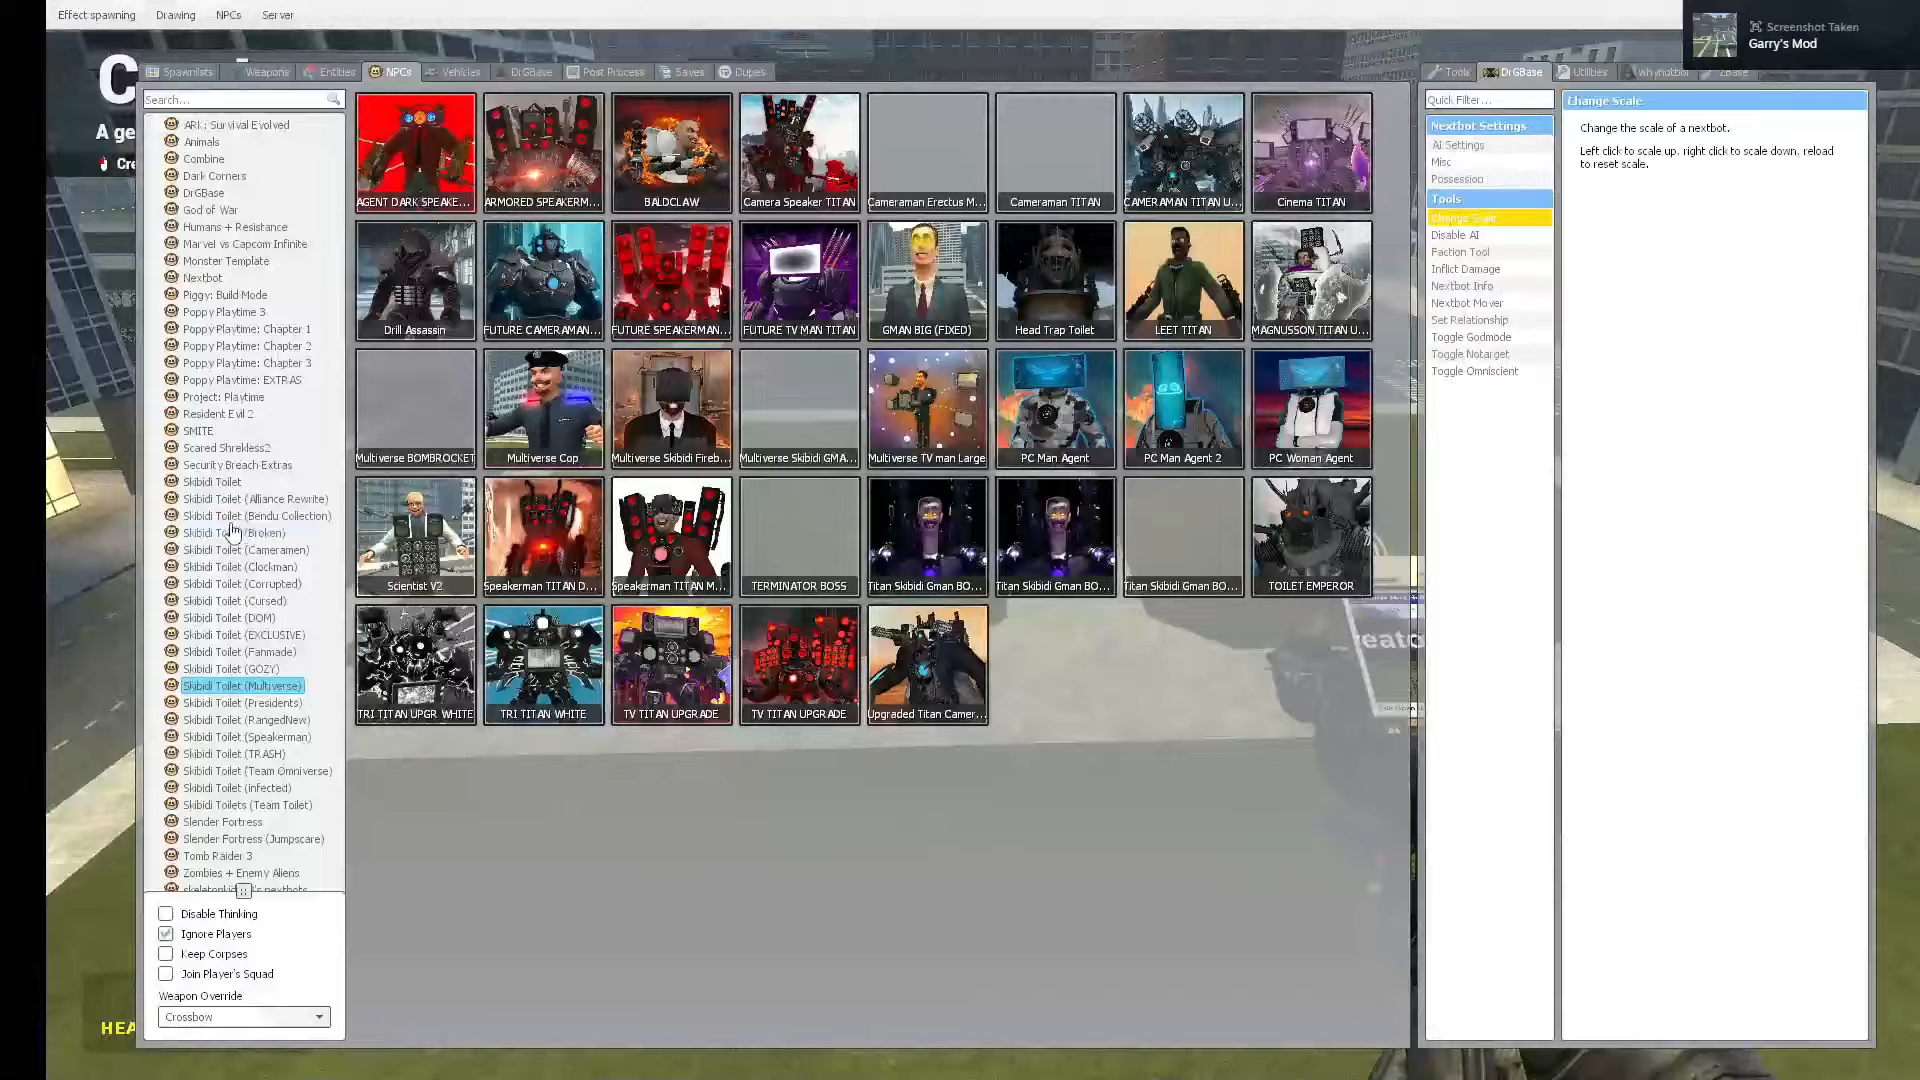 Effect spawning Drawing NPCs Server
Screenshot Taken
Garry's Mod
Spawnlists Weapons Entities NPCs Vehicles DrGBase Post Process Saves Dupes
Tools DrGBase Utilities
C
A ge
Cre
HEA
Search...
ARK: Survival Evolved
Animals
Combine
Dark Corners
DrGBase
God of War
Humans + Resistance
Marvel vs Capcom Infinite
Monster Template
Nextbot
Piggy: Build Mode
Poppy Playtime 3
Poppy Playtime: Chapter 1
Poppy Playtime: Chapter 2
Poppy Playtime: Chapter 3
Poppy Playtime: EXTRAS
Project: Playtime
Resident Evil 2
SMITE
Scared Shrekless2
Security Breach Extras
Skibidi Toilet
Skibidi Toilet (Alliance Rewrite)
Skibidi Toilet (Bendu Collection)
Skibidi Toilet (Broken)
Skibidi Toilet (Cameramen)
Skibidi Toilet (Clockman)
Skibidi Toilet (Corrupted)
Skibidi Toilet (Cursed)
Skibidi Toilet (DOM)
Skibidi Toilet (EXCLUSIVE)
Skibidi Toilet (Fanmade)
Skibidi Toilet (GOZY)
Skibidi Toilet (Multiverse)
Skibidi Toilet (Presidents)
Skibidi Toilet (RangedNew)
Skibidi Toilet (Speakerman)
Skibidi Toilet (TRASH)
Skibidi Toilet (Team Omniverse)
Skibidi Toilet (infected)
Skibidi Toilets (Team Toilet)
Slender Fortress
Slender Fortress (Jumpscare)
Tomb Raider 3
Zombies + Enemy Aliens
Disable Thinking
Ignore Players
Keep Corpses
Join Player's Squad
Weapon Override
Crossbow
AGENT DARK SPEAKE... ARMORED SPEAKERM... BALDCLAW Camera Speaker TITAN Cameraman Erectus M... Cameraman TITAN CAMERAMAN TITAN U... Cinema TITAN
Drill Assassin FUTURE CAMERAMAN... FUTURE SPEAKERMAN... FUTURE TV MAN TITAN GMAN BIG (FIXED) Head Trap Toilet LEET TITAN MAGNUSSON TITAN U...
Multiverse BOMBROCKET Multiverse Cop Multiverse Skibidi Fireb... Multiverse Skibidi GMA... Multiverse TV man Large PC Man Agent PC Man Agent 2 PC Woman Agent
Scientist V2 Speakerman TITAN D... Speakerman TITAN M... TERMINATOR BOSS Titan Skibidi Gman BO... Titan Skibidi Gman BO... Titan Skibidi Gman BO... TOILET EMPEROR
TRI TITAN UPGR WHITE TRI TITAN WHITE TV TITAN UPGRADE TV TITAN UPGRADE Upgraded Titan Camer...
Quick Filter...
Nextbot Settings
AI Settings
Misc
Possession
Tools
Change Scale
Disable AI
Faction Tool
Inflict Damage
Nextbot Info
Nextbot Mover
Set Relationship
Toggle Godmode
Toggle Notarget
Toggle Omniscient
Change Scale
Change the scale of a nextbot.
Left click to scale up, right click to scale down, reload
to reset scale.